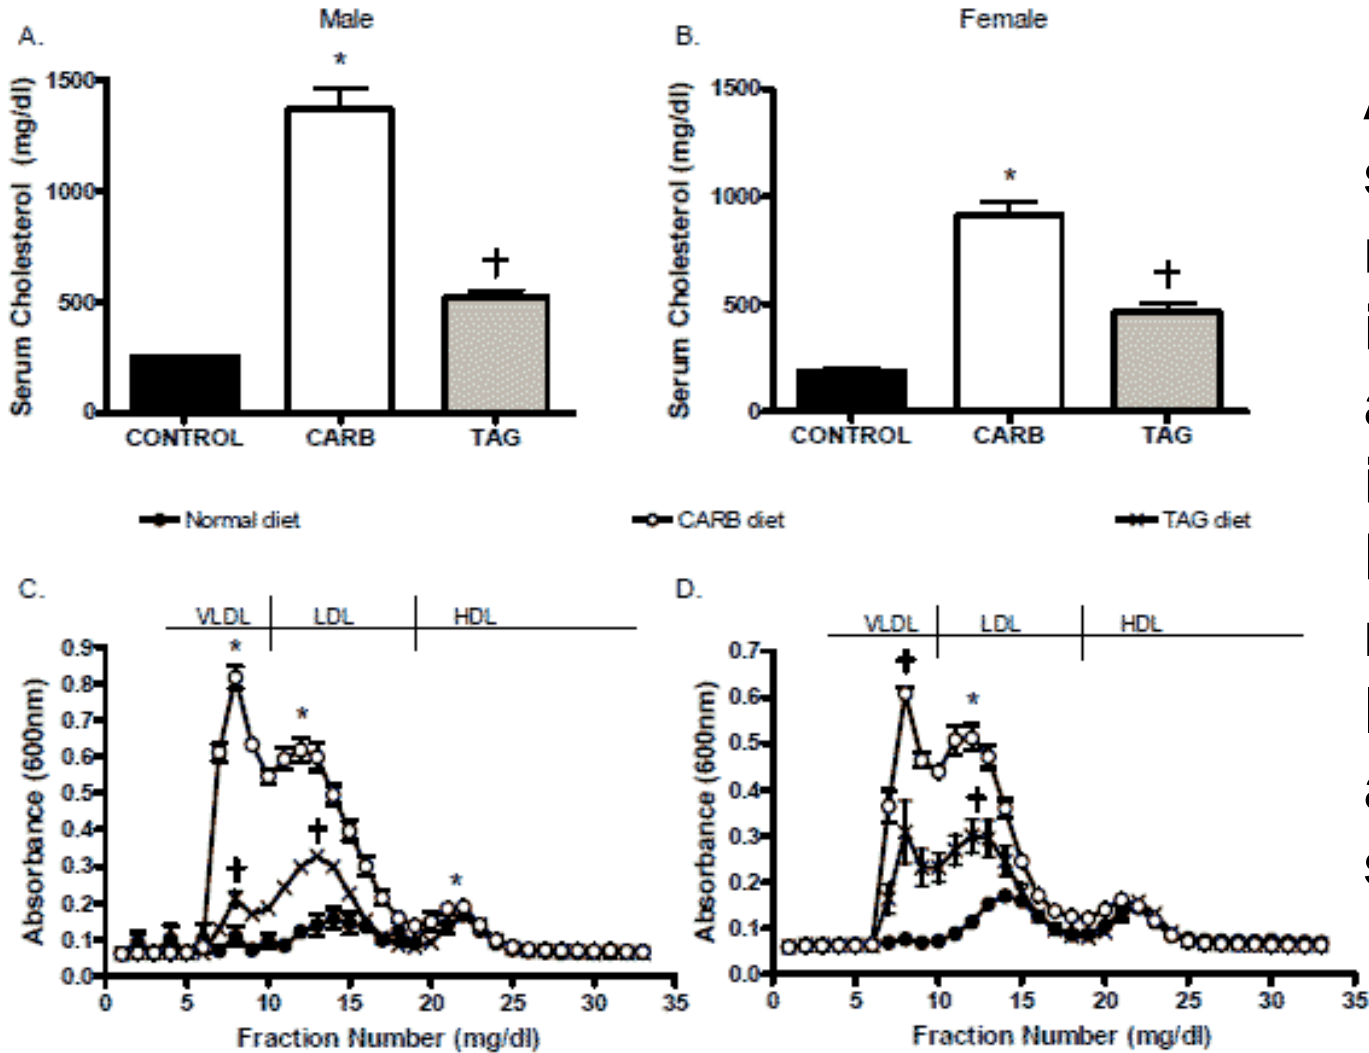 Male
Female
A.
B.
*
*
1500
1000
500
0
Serum Cholesterol (mg/dl)
+
CONTROL
CARB
TAG
1500
1000
500
0
Serum Cholesterol (mg/dl)
+
CONTROL
CARB
TAG
Normal diet
CARB diet
TAG diet
C.
VLDL
LDL
HDL
*
*
+
+
*
0.9
0.8
0.7
0.6
0.5
0.4
0.3
0.2
0.1
0.0
Absorbance (600nm)
0
5
10
15
20
25
30
35
Fraction Number (mg/dl)
D.
VLDL
LDL
HDL
+
*
+
0.7
0.6
0.5
0.4
0.3
0.2
0.1
0.0
Absorbance (600nm)
0
5
10
15
20
25
30
35
Fraction Number (mg/dl)